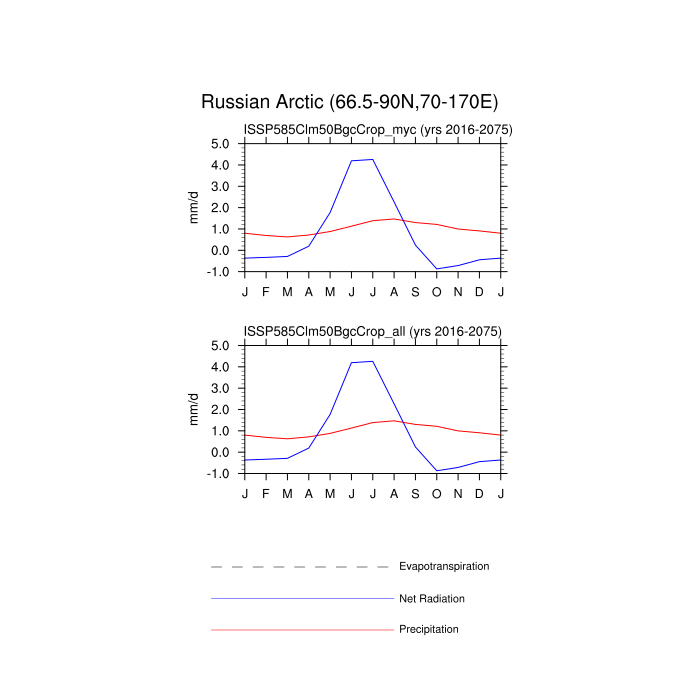 Russian Arctic (66.5-90N,70-170E)
ISSP585Clm50BgcCrop_myc (yrs 2016-2075)
5.0
4.0
3.0
2.0
1.0
0.0
-1.0
mm/d
J F M A M J J A S O N D J
ISSP585Clm50BgcCrop_all (yrs 2016-2075)
5.0
4.0
3.0
2.0
1.0
0.0
-1.0
mm/d
J F M A M J J A S O N D J
Evapotranspiration
Net Radiation
Precipitation